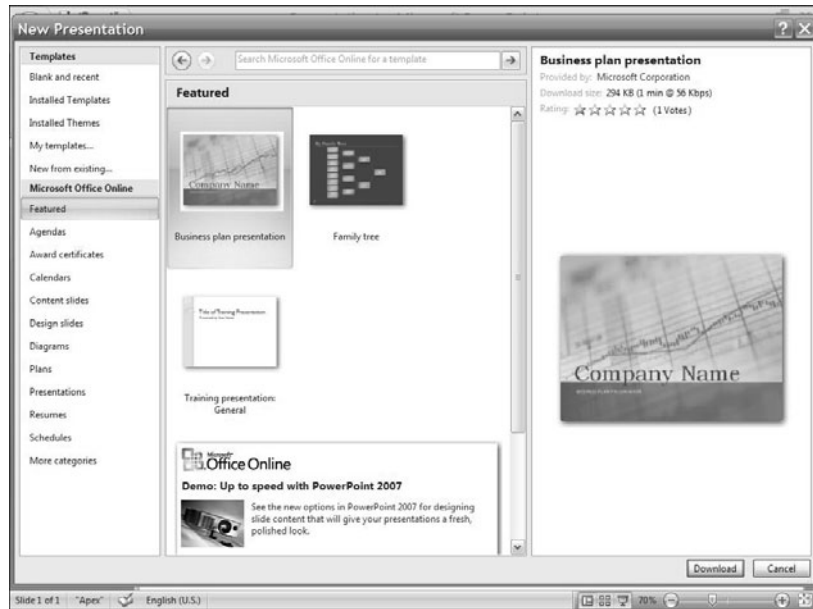 New Presentation
Templates
Blank and recent
Installed Templates
Installed Themes
My templates...
New from existing...
Microsoft Office Online
Featured
Agendas
Award certificates
Calendars
Content slides
Design slides
Diagrams
Plans
Presentations
Resumes
Schedules
More categories
Search Microsoft Office Online for a template
Featured
Company Name
Business plan presentation
Family tree
Title of Training Presentation
Training presentation:
General
Microsoft
Office Online
Demo: Up to speed with PowerPoint 2007
See the new options in PowerPoint 2007 for designing
slide content that will give your presentations a fresh,
polished look.
Business plan presentation
Provided by: Microsoft Corporation
Download size: 294 KB (1 min @ 56 Kbps)
Rating: (1 Votes)
Company Name
Download
Cancel
Slide 1 of 1
"Apex"
English (U.S.)
70%